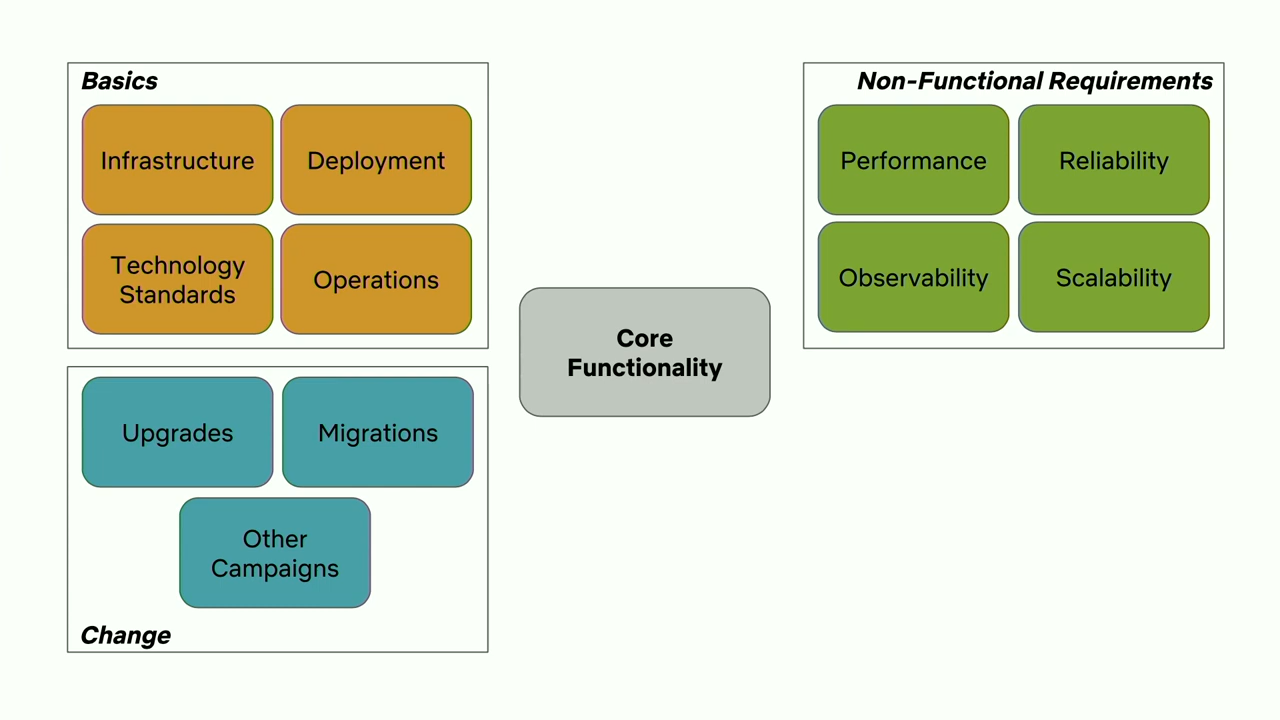 Basics
Infrastructure
Deployment
Technology
Standards
Operations
Upgrades
Migrations
Other
Campaigns
Change
Core
Functionality
Non-Functional Requirements
Performance
Reliability
Observability
Scalability